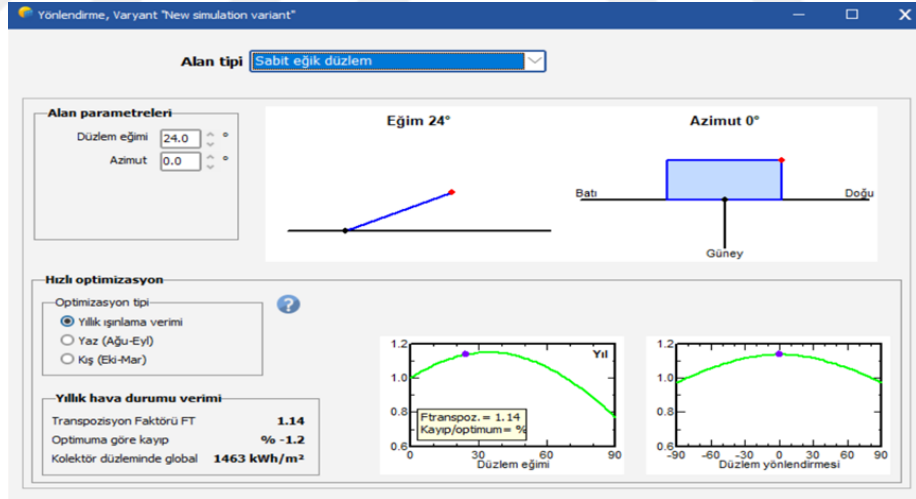 Yönlendirme, Varyant "New simulation variant"
Alan tipi Sabit eğik düzlem
Alan parametreleri
Düzlem eğimi 24.0 °
Azimut 0.0 °
Eğim 24°
Azimut 0°
Batı
Doğu
Güney
Hızlı optimizasyon
Optimizasyon tipi
Yıllık ışınlama verimi
Yaz (Ağu-Eyl)
Kış (Eki-Mar)
?
Yıllık hava durumu verimi
Transpozisyon Faktörü FT 1.14
Optimuma göre kayıp % -1.2
Kolektör düzleminde global 1463 kWh/m²
1.2
1.0
0.8
0.6
Yıl
Ftranspoz.= 1.14
Kayıp/optimum= %
0 30 60 90
Düzlem eğimi
1.2
1.0
0.8
0.6
-90 -60 -30 0 30 60 90
Düzlem yönlendirmesi